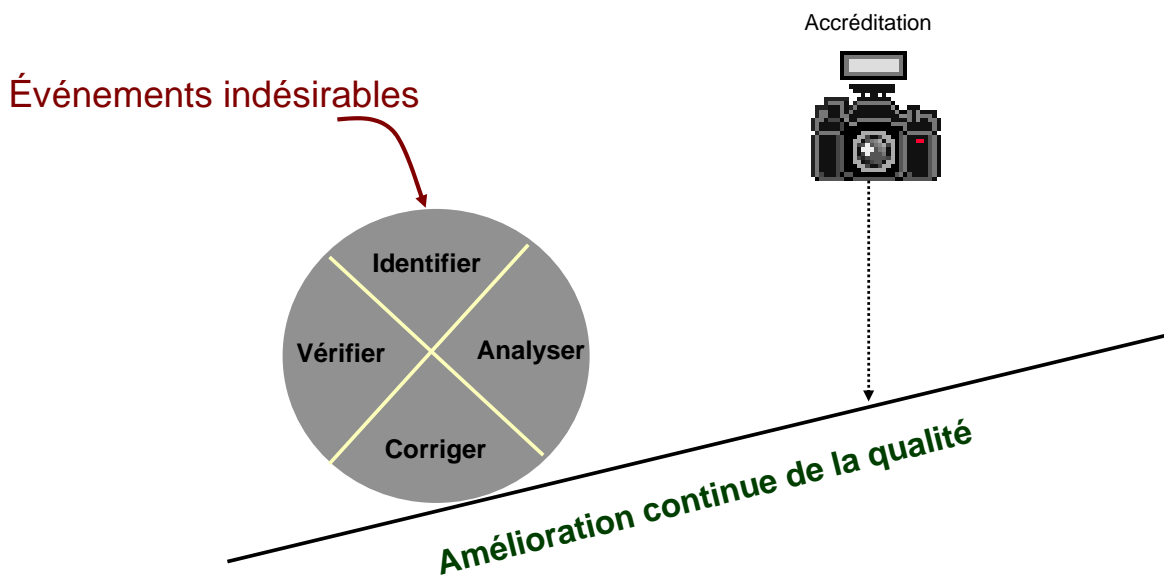 Accréditation
Événements indésirables
Identifier
Vérifier
Analyser
Corriger
Amélioration continue de la qualité